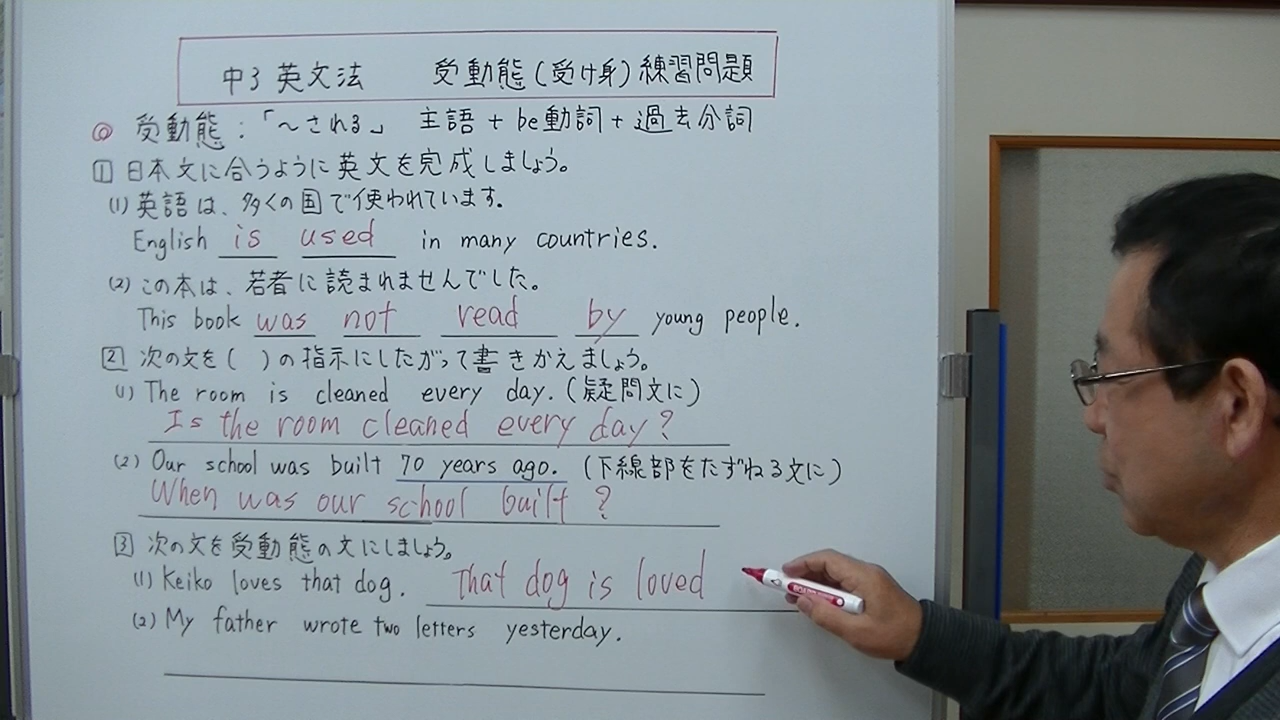 中3 英文法 受動態(受け身)練習問題
◎ 受動態:「~される」 主語 + be動詞 + 過去分詞
1 日本文に合うように英文を完成しましょう。
(1) 英語は、多くの国で使われています。
English is used in many countries.
(2) この本は、若者に読まれませんでした。
This book was not read by young people.
2 次の文を( )の指示にしたがって書きかえましょう。
(1) The room is cleaned every day. (疑問文に)
Is the room cleaned every day?
(2) Our school was built 70 years ago. (下線部をたずねる文に)
When was our school built?
3 次の文を受動態の文にしましょう。
(1) Keiko loves that dog. That dog is loved
(2) My father wrote two letters yesterday.